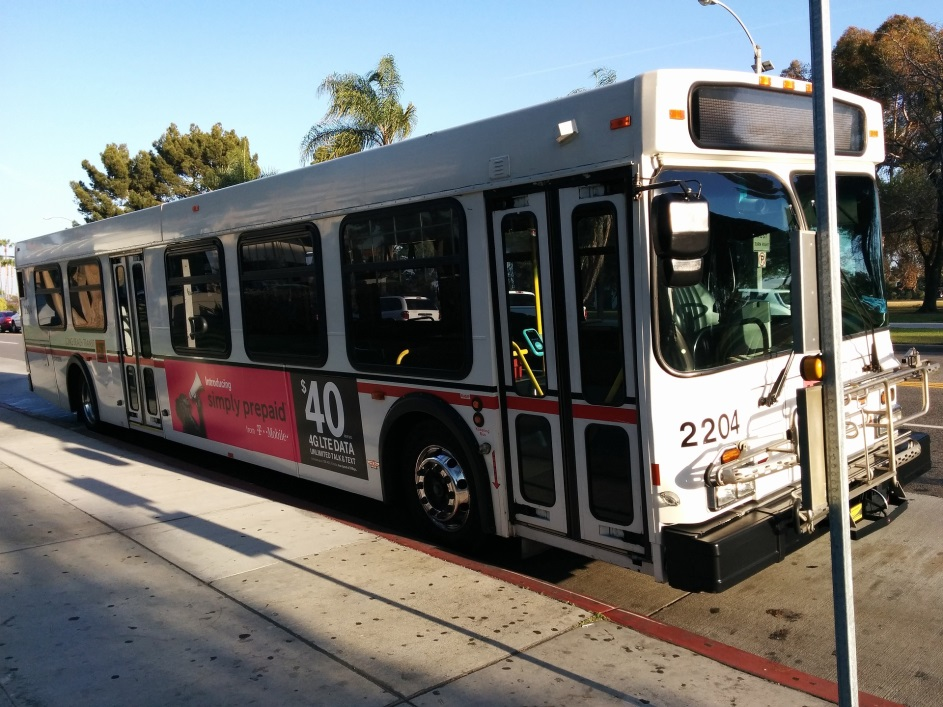 Introducing
simply prepaid
from T··Mobile·
$40
4G LTE DATA
UNLIMITED TALK & TEXT
2204